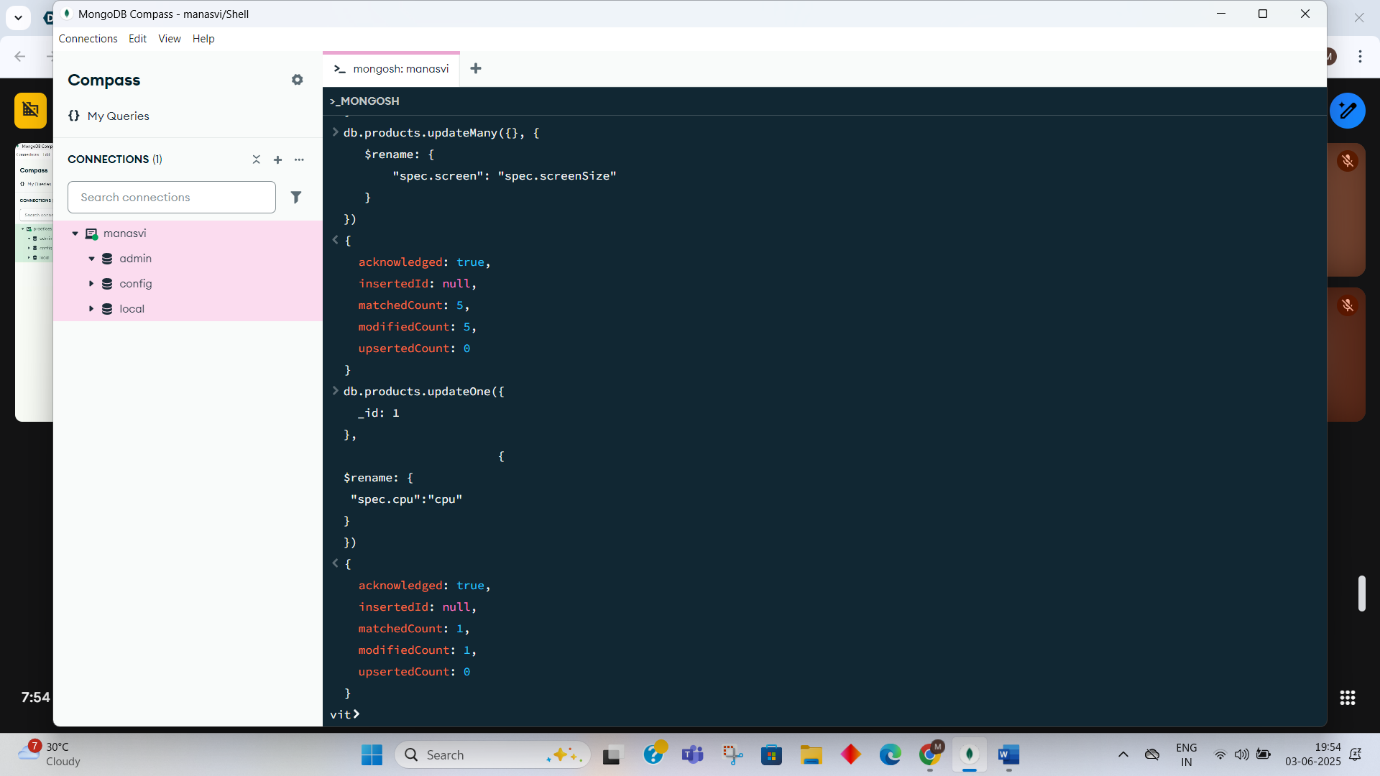 MongoDB Compass - manasvi/Shell
Connections Edit View Help
Compass
{} My Queries
CONNECTIONS (1)
Search connections
manasvi
admin
config
local
>_ mongosh: manasvi
>_MONGOSH
> db.products.updateMany({}, {
$rename: {
"spec.screen": "spec.screenSize"
}
})
< {
acknowledged: true,
insertedId: null,
matchedCount: 5,
modifiedCount: 5,
upsertedCount: 0
}
> db.products.updateOne({
_id: 1
},
{
$rename: {
"spec.cpu":"cpu"
}
})
< {
acknowledged: true,
insertedId: null,
matchedCount: 1,
modifiedCount: 1,
upsertedCount: 0
}
vit>
Compass
7:54
M
7
30°C
Cloudy
Search
M
ENG
IN
19:54
03-06-2025